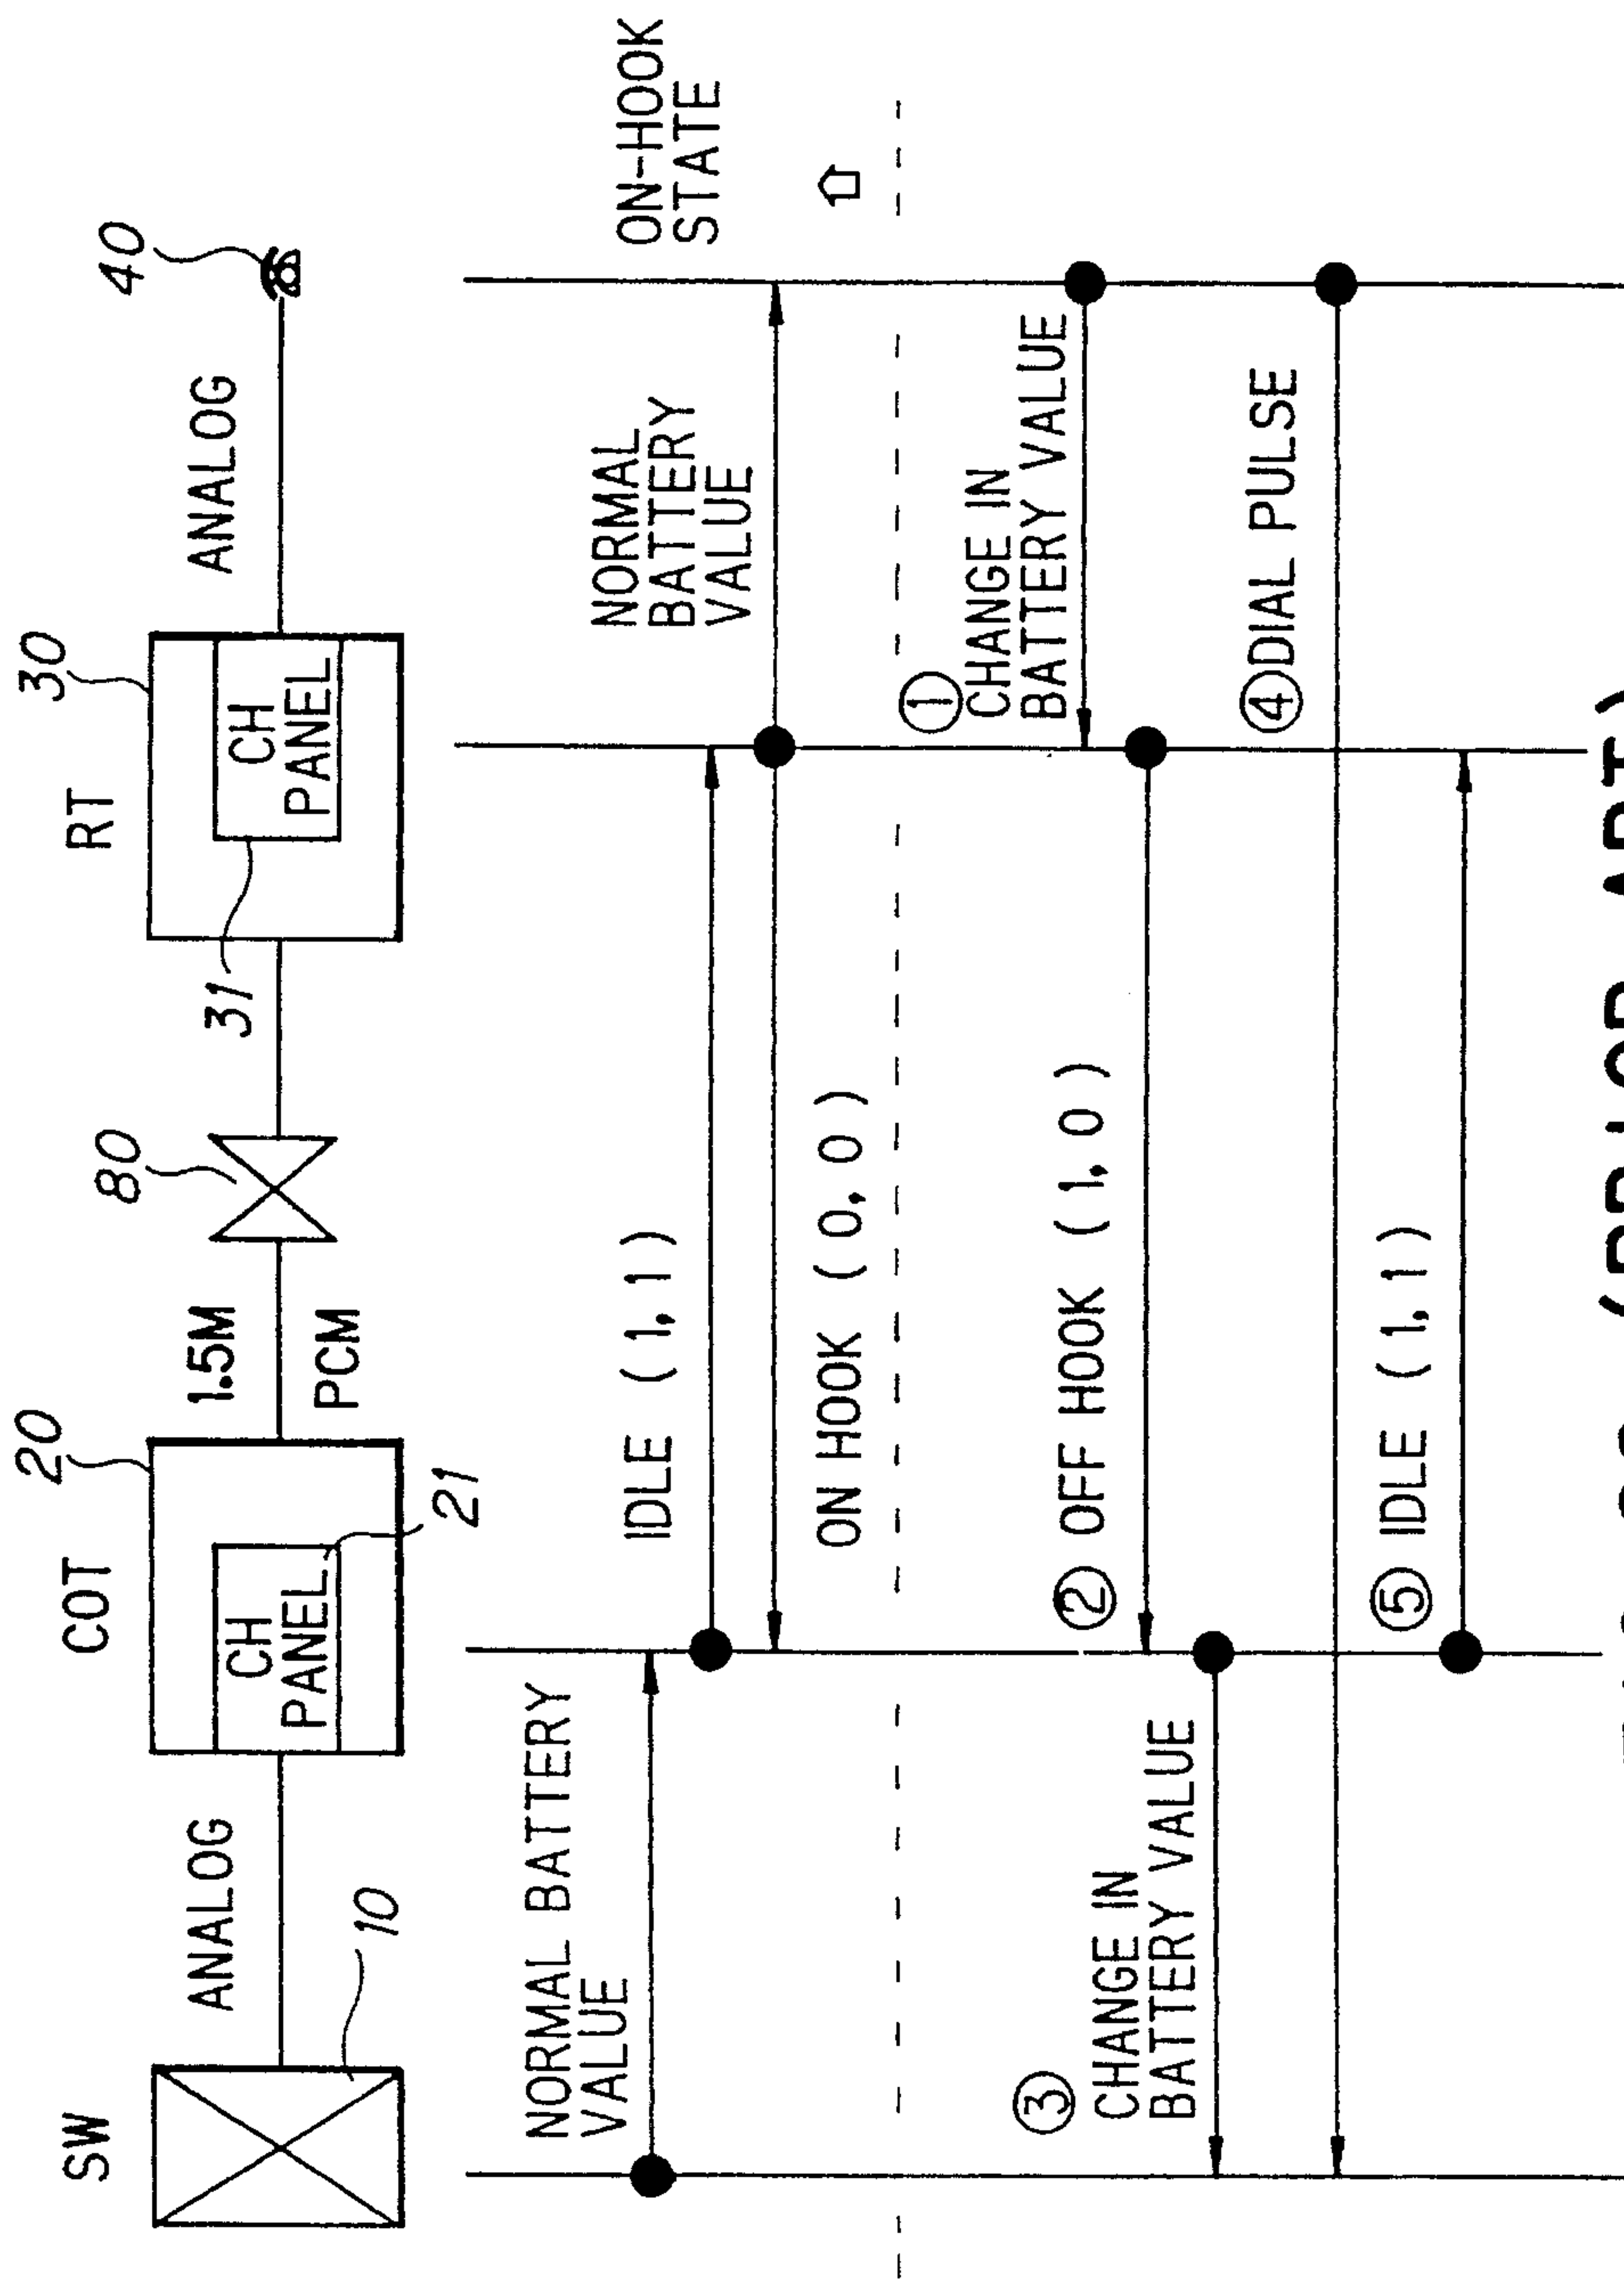 SW
COT
RT
20
30
80
40
ANALOG
1.5M
ANALOG
CH
PANEL
CH
PANEL
10
21
PCM
31
NORMAL BATTERY
VALUE
IDLE (1,1)
NORMAL
BATTERY
VALUE
ON-HOOK
STATE
ON HOOK (0,0)
① CHANGE IN
BATTERY VALUE
② OFF HOOK (1,0)
③ CHANGE IN
BATTERY VALUE
④ DIAL PULSE
⑤ IDLE (1,1)
(PRIOR ART)